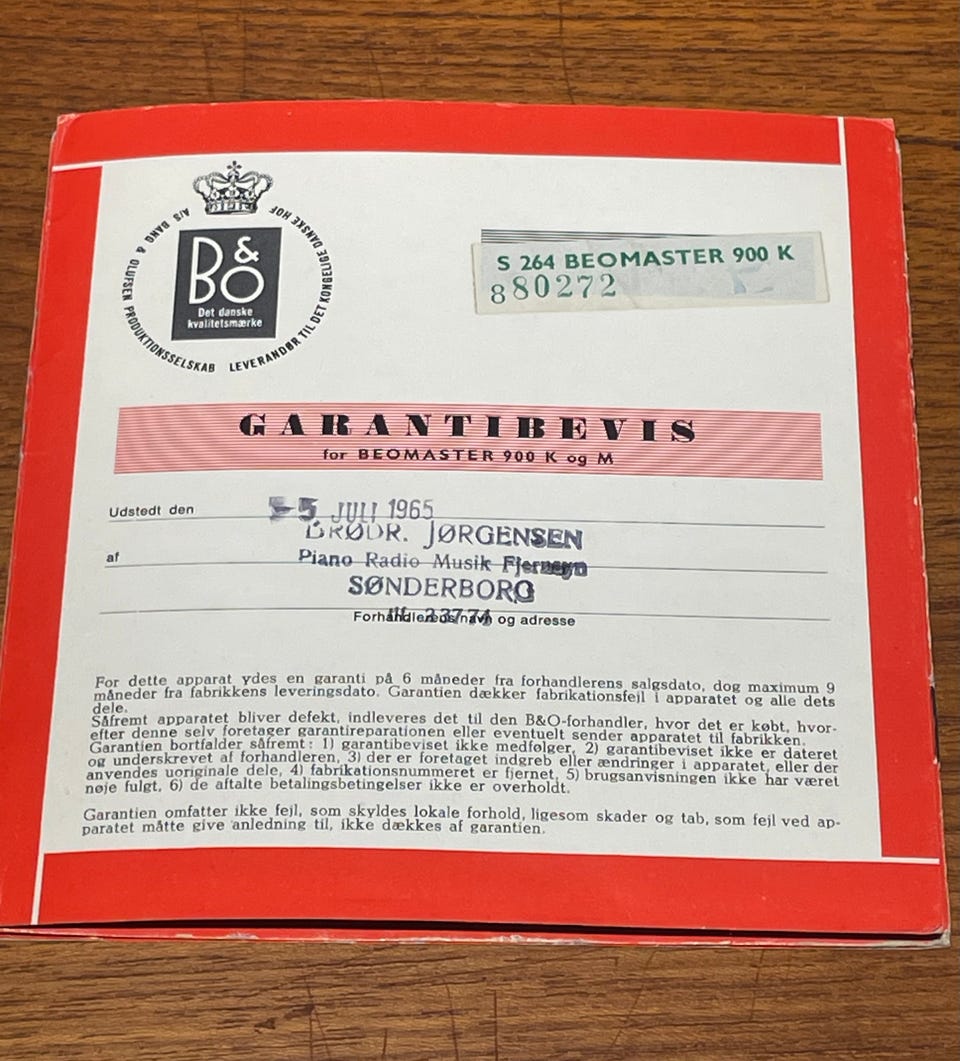 A/S BANG & OLUFSEN PRODUKTIONSSELSKAB LEVERANDØR TIL DET KONGELIGE DANSKE HOF
B&O
Det danske
kvalitetsmærke
S 264 BEOMASTER 900 K
880272
GARANTIBEVIS
for BEOMASTER 900 K og M
Udstedt den
-5 JULI 1965
BRØDR. JØRGENSEN
af
Piano Radio Musik Fjernsyn
SØNDERBORG
Forhandlerens navn og adresse
For dette apparat ydes en garanti på 6 måneder fra forhandlerens salgsdato, dog maximum 9
måneder fra fabrikkens leveringsdato. Garantien dækker fabrikationsfejl i apparatet og alle dets
dele.
Såfremt apparatet bliver defekt, indleveres det til den B&O-forhandler, hvor det er købt, hvor-
efter denne selv foretager garantireparationen eller eventuelt sender apparatet til fabrikken.
Garantien bortfalder såfremt: 1) garantibeviset ikke medfølger, 2) garantibeviset ikke er dateret
og underskrevet af forhandleren, 3) der er foretaget indgreb eller ændringer i apparatet, eller der
anvendes uoriginale dele, 4) fabrikationsnummeret er fjernet, 5) brugsanvisningen ikke har været
nøje fulgt, 6) de aftalte betalingsbetingelser ikke er overholdt.
Garantien omfatter ikke fejl, som skyldes lokale forhold, ligesom skader og tab, som fejl ved ap-
paratet måtte give anledning til, ikke dækkes af garantien.